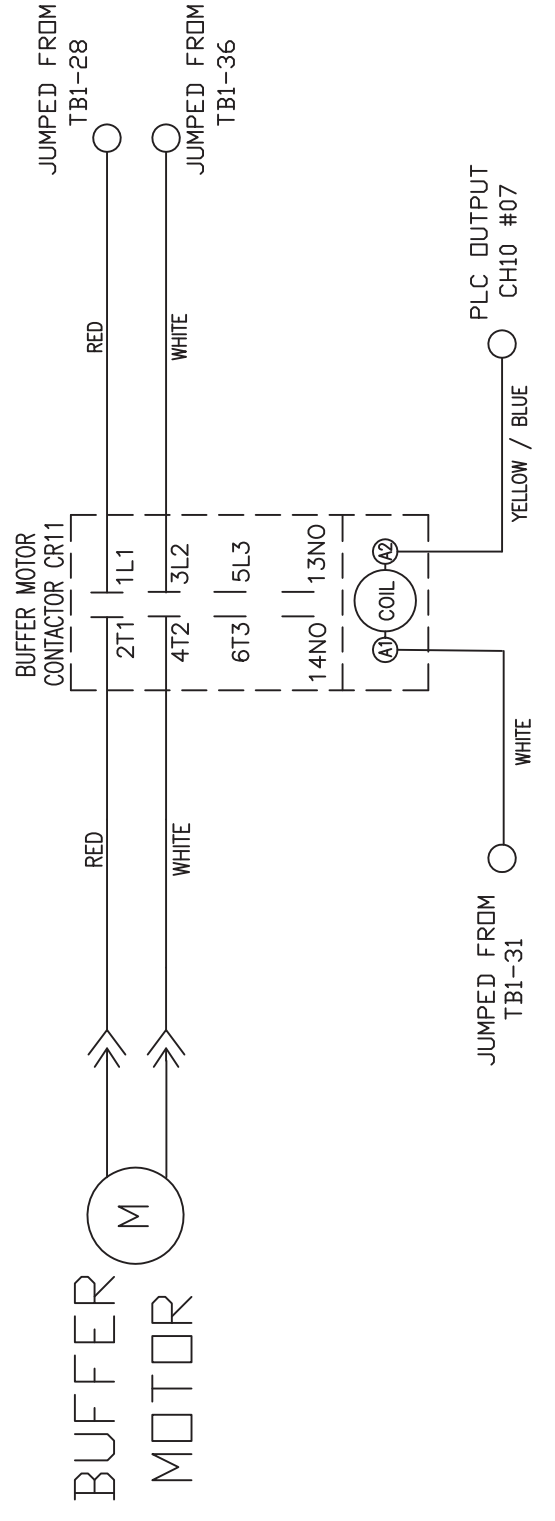 BUFFER
MOTOR
M
RED
WHITE
BUFFER MOTOR
CONTACTOR CR11
2T1
1L1
4T2
3L2
6T3
5L3
14NO
13NO
A1
COIL
A2
RED
WHITE
JUMPED FROM
TB1-28
JUMPED FROM
TB1-36
JUMPED FROM
TB1-31
WHITE
YELLOW / BLUE
PLC OUTPUT
CH10 #07